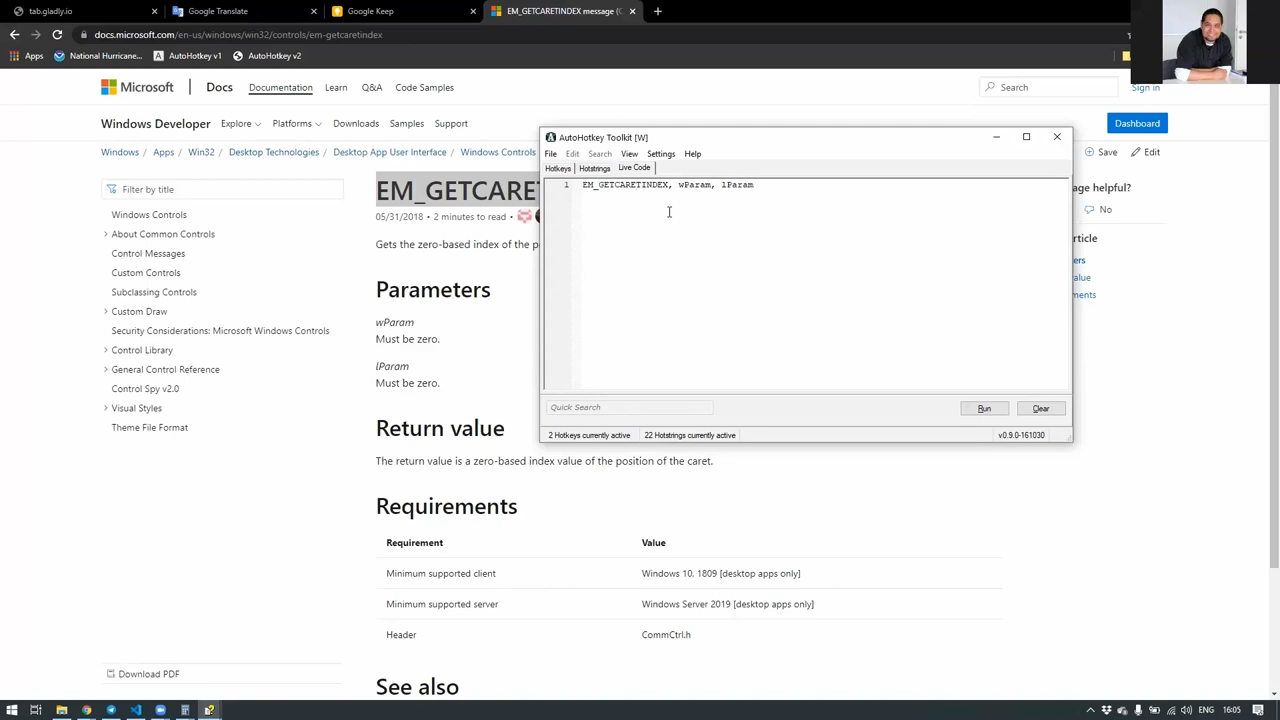 tab.gladly.io
Google Translate
Google Keep
EM_GETCARETINDEX message (C
docs.microsoft.com/en-us/windows/win32/controls/em-getcaretindex
Apps
National Hurricane...
AutoHotkey v1
AutoHotkey v2
Microsoft
Docs
Documentation
Learn
Q&A
Code Samples
Search
Sign in
Windows Developer
Explore
Platforms
Downloads
Samples
Support
Dashboard
Windows / Apps / Win32 / Desktop Technologies / Desktop App User Interface / Windows Controls
Save
Edit
Filter by title
Windows Controls
About Common Controls
Control Messages
Custom Controls
Subclassing Controls
Custom Draw
Security Considerations: Microsoft Windows Controls
Control Library
General Control Reference
Control Spy v2.0
Visual Styles
Theme File Format
Download PDF
EM_GETCARE
05/31/2018 • 2 minutes to read •
Gets the zero-based index of the p
Parameters
wParam
Must be zero.
lParam
Must be zero.
Return value
The return value is a zero-based index value of the position of the caret.
Requirements
Requirement Value
Minimum supported client Windows 10, 1809 [desktop apps only]
Minimum supported server Windows Server 2019 [desktop apps only]
Header CommCtrl.h
See also
age helpful?
No
article
ers
alue
ments
AutoHotkey Toolkit [W]
File Edit Search View Settings Help
Hotkeys Hotstrings Live Code
1 EM_GETCARETINDEX, wParam, lParam
Quick Search
Run
Clear
2 Hotkeys currently active 22 Hotstrings currently active v0.9.0-161030
ENG 16:05